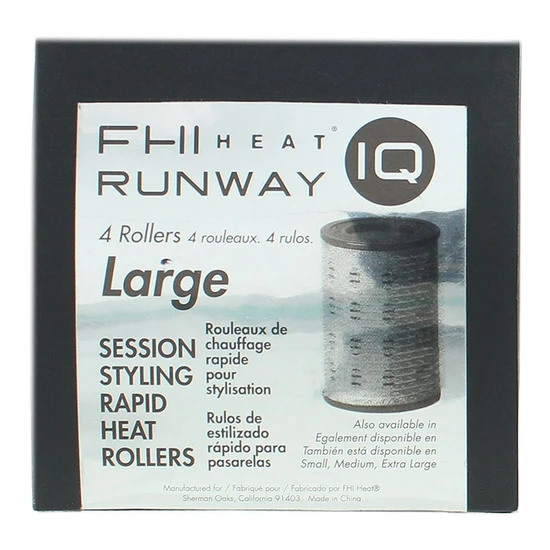 FHI HEAT®
RUNWAY IQ
4 Rollers 4 rouleaux. 4 rulos.
Large
SESSION
STYLING
RAPID
HEAT
ROLLERS
Rouleaux de
chauffage
rapide
pour
stylisation
Rulos de
estilizado
rápido para
pasarelas
Also available in
Egalement disponible en
También está disponible en
Small, Medium, Extra Large
Manufactured for / Fabriqué pour / Fabricado por FHI Heat®
Sherman Oaks, California 91403. Made in China.